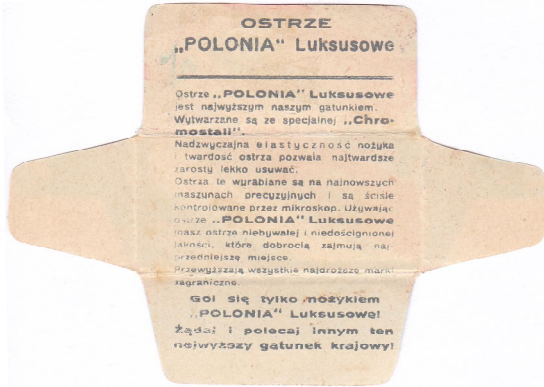 OSTRZE
„POLONIA" Luksusowe
Ostrze „POLONIA" Luksusowe
jest najwyższym naszym gatunkiem.
Wytwarzane są ze specjalnej „Chro-
mostali".
Nadzwyczajna elastyczność nożyka
i twardość ostrza pozwala najtwardsze
zarosty lekko usuwać.
Ostrza te wyrabiane są na najnowszych
maszynach precyzyjnych i są ściśle
kontrolowane przez mikroskop. Używając
ostrze „POLONIA" Luksusowe
masz ostrze niebywałej i niedoścignionej
jakości, które dobrocią zajmują naj-
przedniejsze miejsce.
Przewyższają wszystkie najdroższe marki
zagraniczne.
Gol się tylko nożykiem
„POLONIA" Luksusowe!
Żądaj i polecaj innym ten
najwyższy gatunek krajowy!